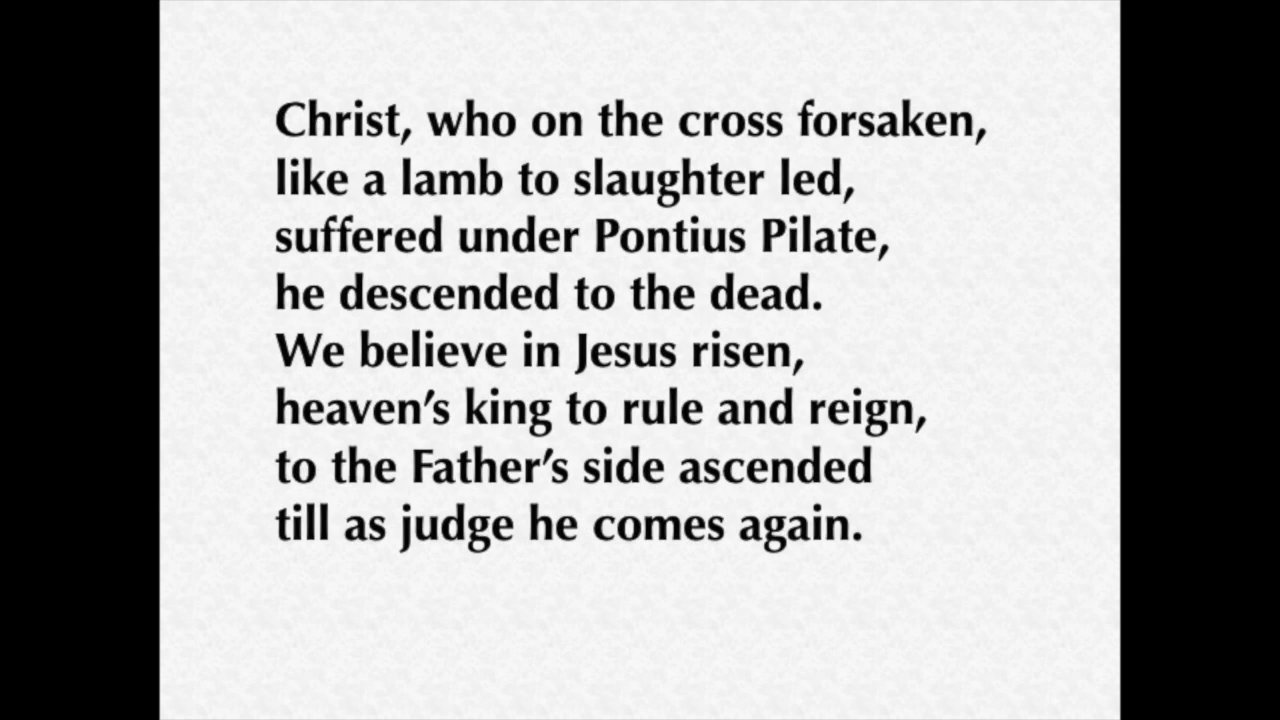 Christ, who on the cross forsaken,
like a lamb to slaughter led,
suffered under Pontius Pilate,
he descended to the dead.
We believe in Jesus risen,
heaven’s king to rule and reign,
to the Father’s side ascended
till as judge he comes again.